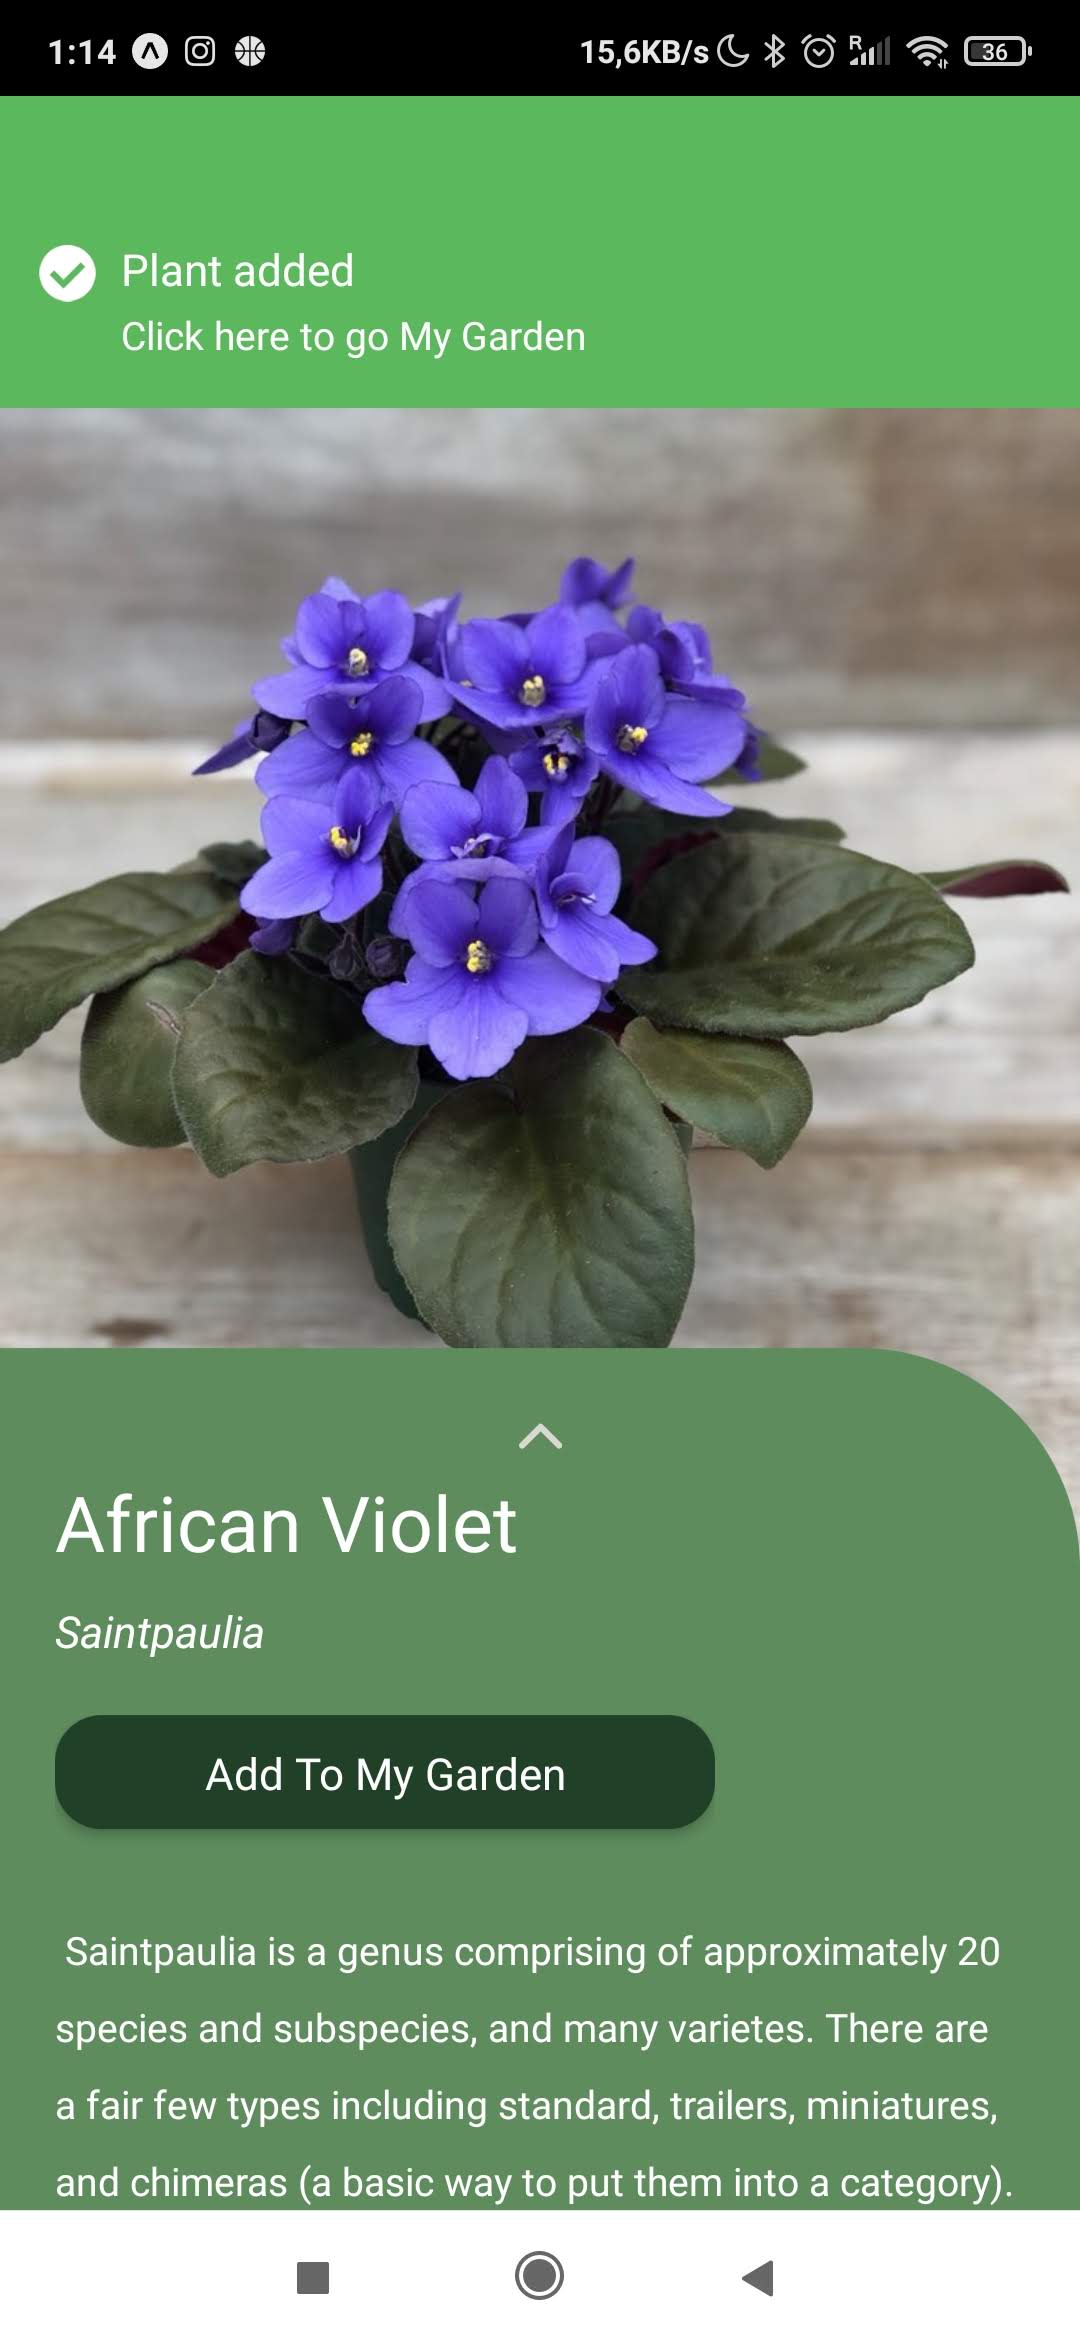 1:14
15,6KB/s
R
36
Plant added
Click here to go My Garden
African Violet
Saintpaulia
Add To My Garden
Saintpaulia is a genus comprising of approximately 20
species and subspecies, and many varietes. There are
a fair few types including standard, trailers, miniatures,
and chimeras (a basic way to put them into a category).